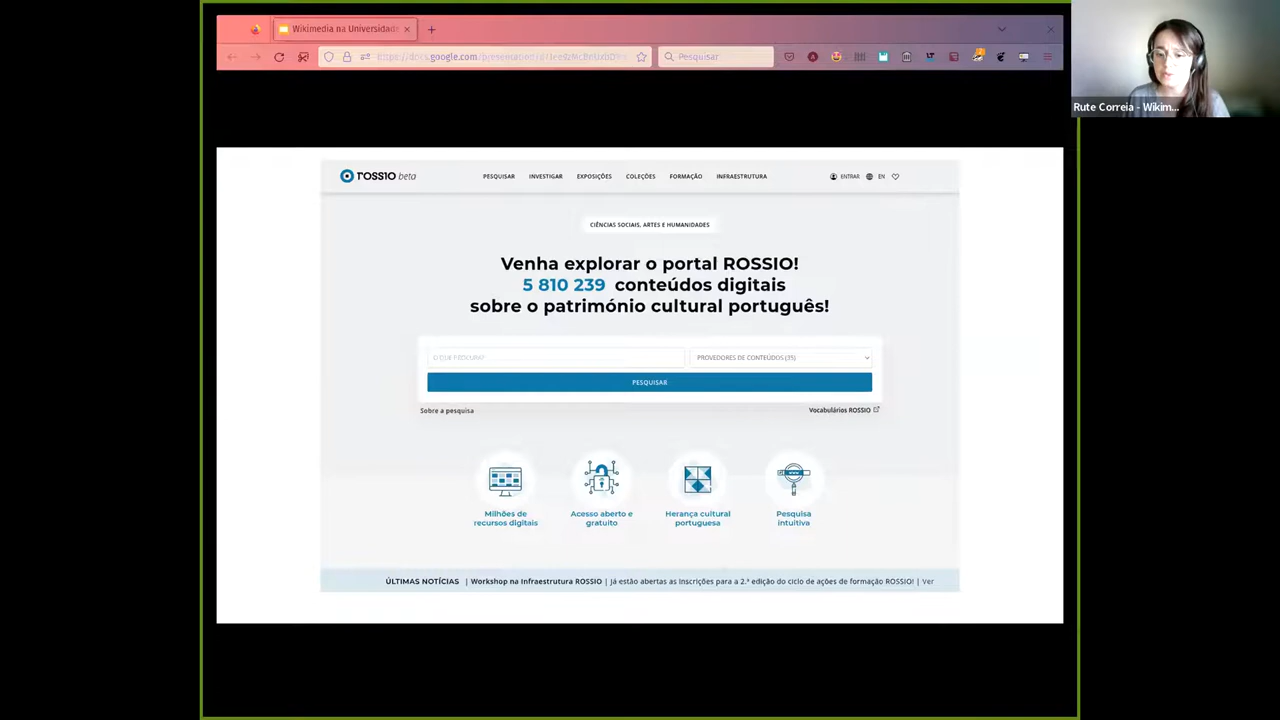 Wikimedia na Universidade
Pesquisar
Rute Correia - Wikim...
rossio beta
PESQUISAR INVESTIGAR EXPOSIÇÕES COLEÇÕES FORMAÇÃO INFRAESTRUTURA ENTRAR EN
CIÊNCIAS SOCIAIS, ARTES E HUMANIDADES
Venha explorar o portal ROSSIO!
5 810 239 conteúdos digitais
sobre o património cultural português!
O QUE PROCURA? PROVEDORES DE CONTEÚDOS (35)
PESQUISAR
Sobre a pesquisa Vocabulários ROSSIO
Milhões de
recursos digitais
Acesso aberto e
gratuito
Herança cultural
portuguesa
Pesquisa
intuitiva
ÚLTIMAS NOTÍCIAS | Workshop na Infraestrutura ROSSIO | Já estão abertas as inscrições para a 2.ª edição do ciclo de ações de formação ROSSIO! | Ver